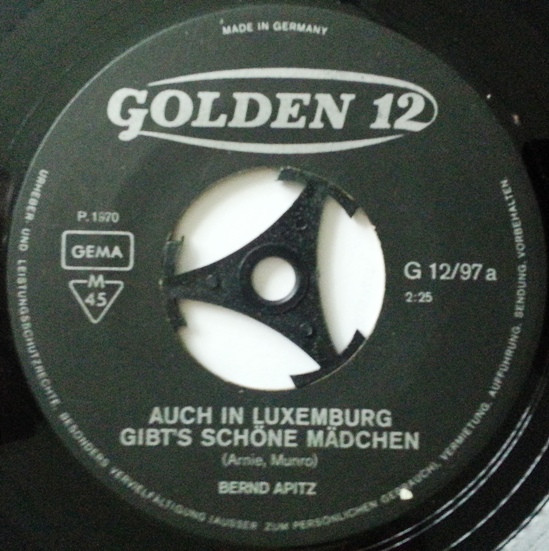 MADE IN GERMANY
GOLDEN 12
P. 1970
GEMA
M
45
G 12/97 a
2:25
AUCH IN LUXEMBURG
GIBT'S SCHÖNE MÄDCHEN
(Arnie, Munro)
BERND APITZ
URHEBER- UND LEISTUNGSSCHUTZRECHTE, BESONDERS VERVIELFÄLTIGUNG (AUSSER ZUM PERSÖNLICHEN GEBRAUCH), VERMIETUNG, AUFFÜHRUNG, SENDUNG, VORBEHALTEN